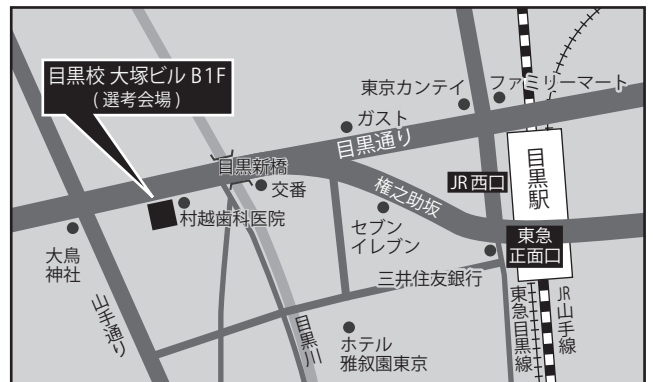 目黒校 大塚ビル B1F
(選考会場)
東京カンテイ
ファミリーマート
ガスト
目黒通り
目黒新橋
交番
権之助坂
JR西口
目黒駅
村越歯科医院
セブン
イレブン
東急
正面口
大鳥
神社
三井住友銀行
山手通り
目黒川
ホテル
雅叙園東京
東急目黒線
JR山手線